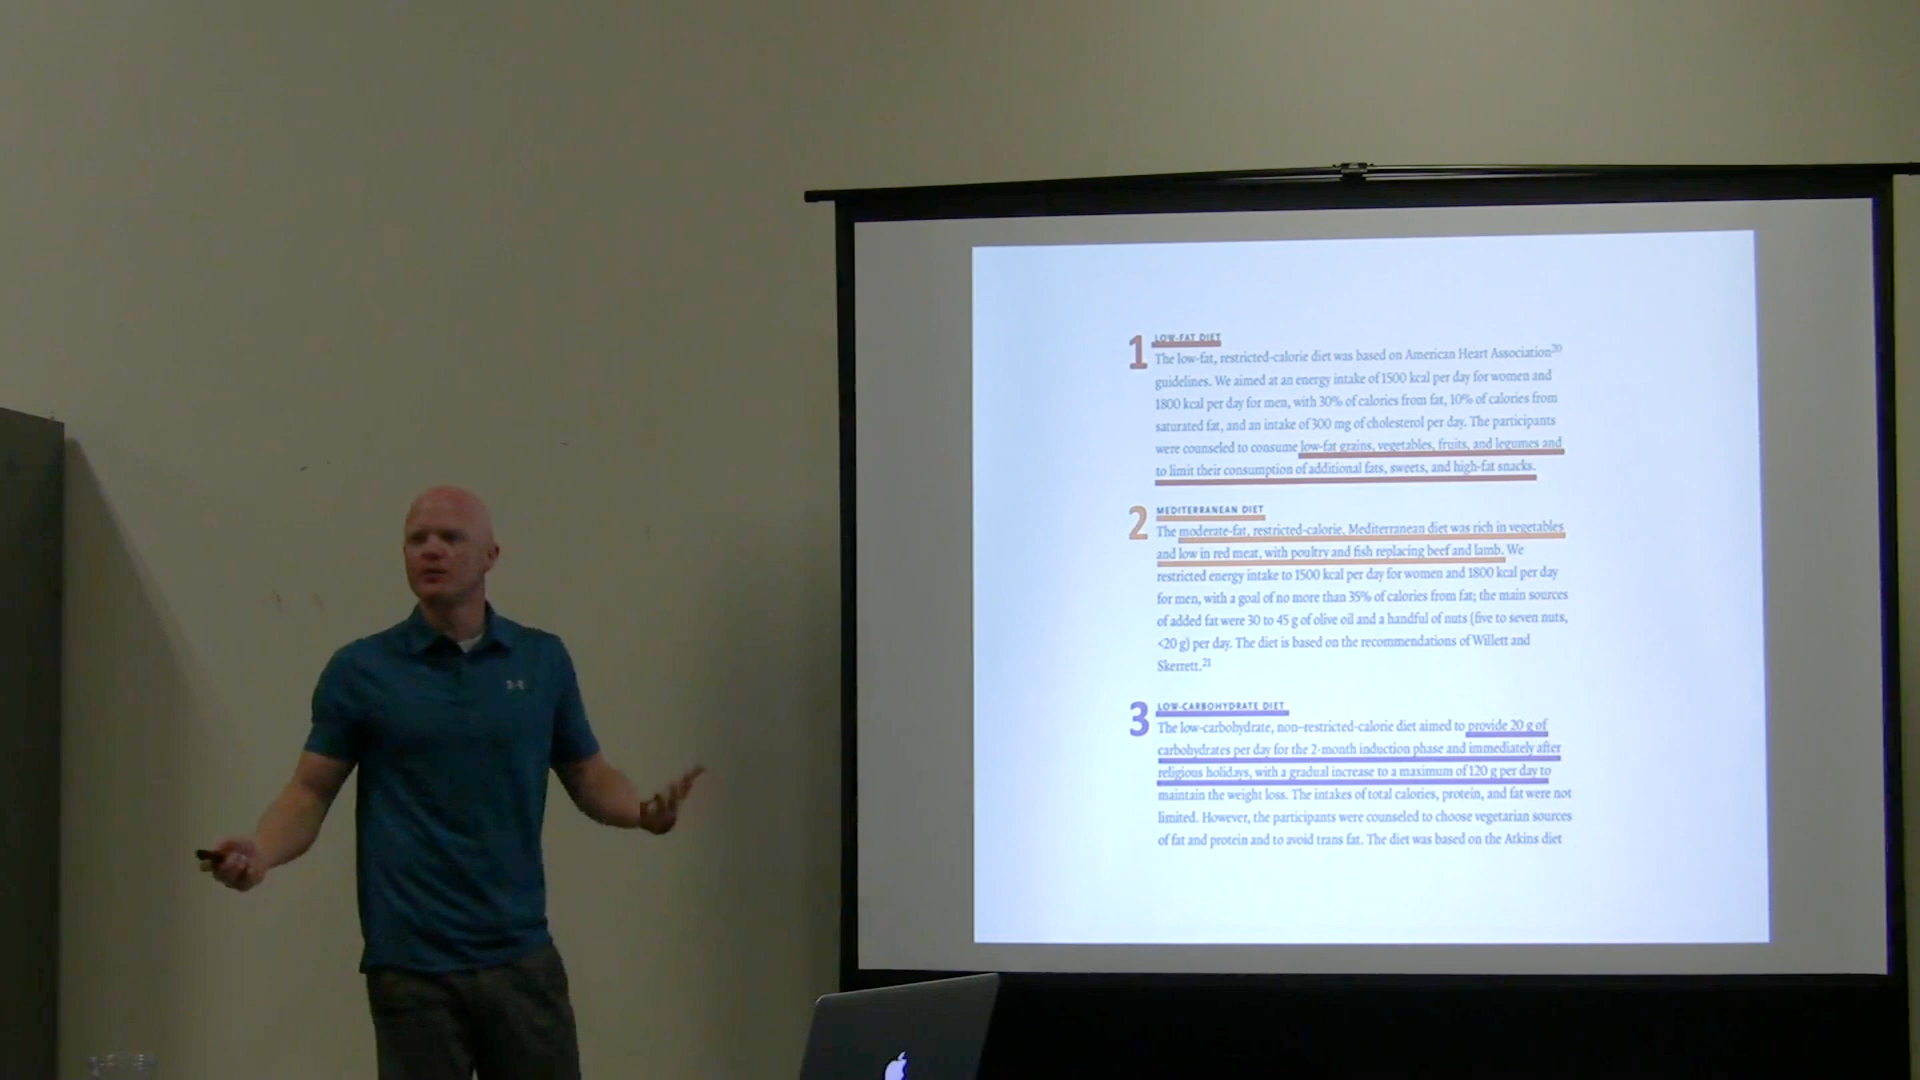 1 LOW-FAT DIET
The low-fat, restricted-calorie diet was based on American Heart Association20
guidelines. We aimed at an energy intake of 1500 kcal per day for women and
1800 kcal per day for men, with 30% of calories from fat, 10% of calories from
saturated fat, and an intake of 300 mg of cholesterol per day. The participants
were counseled to consume low-fat grains, vegetables, fruits, and legumes and
to limit their consumption of additional fats, sweets, and high-fat snacks.
2 MEDITERRANEAN DIET
The moderate-fat, restricted-calorie, Mediterranean diet was rich in vegetables
and low in red meat, with poultry and fish replacing beef and lamb. We
restricted energy intake to 1500 kcal per day for women and 1800 kcal per day
for men, with a goal of no more than 35% of calories from fat; the main sources
of added fat were 30 to 45 g of olive oil and a handful of nuts (five to seven nuts,
<20 g) per day. The diet is based on the recommendations of Willett and
Skerrett.21
3 LOW-CARBOHYDRATE DIET
The low-carbohydrate, non–restricted-calorie diet aimed to provide 20 g of
carbohydrates per day for the 2-month induction phase and immediately after
religious holidays, with a gradual increase to a maximum of 120 g per day to
maintain the weight loss. The intakes of total calories, protein, and fat were not
limited. However, the participants were counseled to choose vegetarian sources
of fat and protein and to avoid trans fat. The diet was based on the Atkins diet